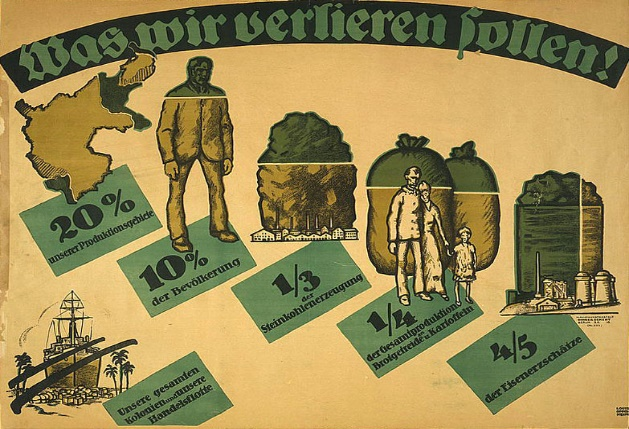 Was wir verlieren sollen!
20%
unserer Produktionsgebiete
10%
der Bevölkerung
1/3
der
Steinkohlenerzeugung
1/4
der Gesamtproduktion
Brotgetreide u. Kartoffeln
4/5
der Eisenerzschätze
Unsere gesamten
Kolonien und unsere
Handelsflotte